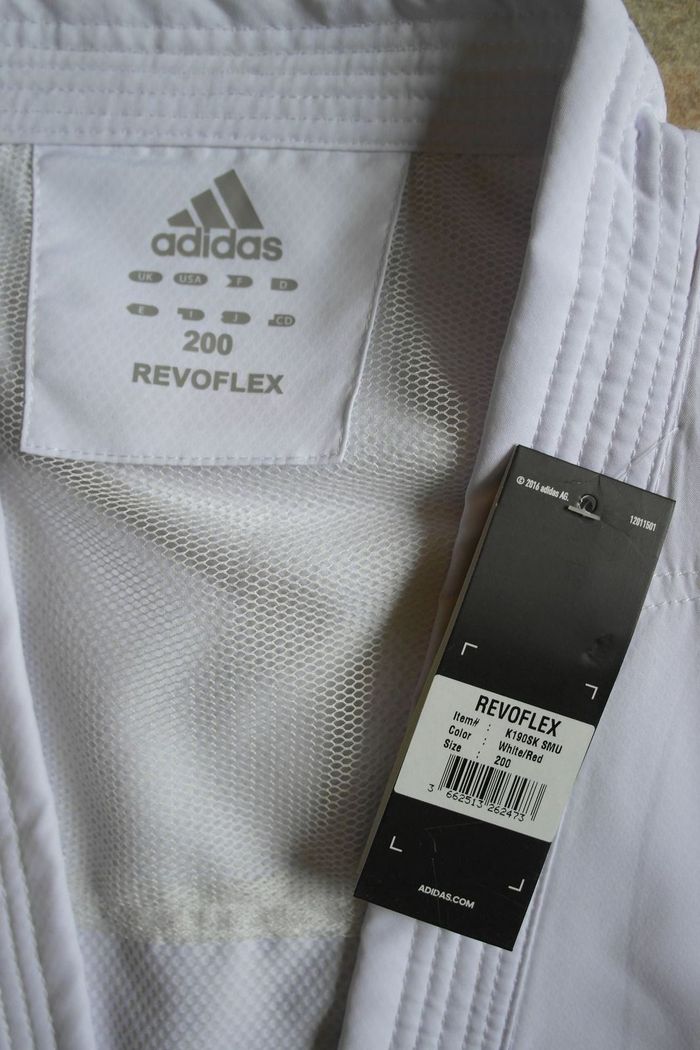 adidas
UK USA F D
E I J CD
200
REVOFLEX
© 2016 adidas AG.
12011501
REVOFLEX
Item# : K190SK SMU
Color : White/Red
Size : 200
3 662513 262473
ADIDAS.COM